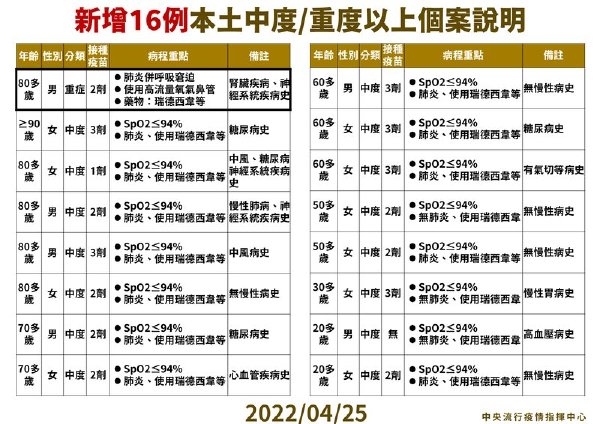 新增16例本土中度/重度以上個案說明
年齡 性別 分類 接種疫苗 病程重點 備註
80多歲 男 重症 2劑 ● 肺炎併呼吸窘迫 ● 使用高流量氧氣鼻管 ● 藥物：瑞德西韋等 腎臟疾病、神經系統疾病史
≥90歲 女 中度 3劑 ● SpO2≤94% ● 肺炎、使用瑞德西韋等 糖尿病史
80多歲 女 中度 1劑 ● SpO2≤94% ● 肺炎、使用瑞德西韋等 中風、糖尿病神經系統疾病史
80多歲 男 中度 2劑 ● SpO2≤94% ● 肺炎、使用瑞德西韋等 慢性肺病、神經系統疾病史
80多歲 男 中度 3劑 ● SpO2≤94% ● 肺炎、使用瑞德西韋等 中風病史
80多歲 女 中度 2劑 ● SpO2≤94% ● 肺炎、使用瑞德西韋等 無慢性病史
70多歲 男 中度 2劑 ● SpO2≤94% ● 肺炎、使用瑞德西韋等 糖尿病史
70多歲 女 中度 2劑 ● SpO2≤94% ● 肺炎、使用瑞德西韋等 心血管疾病史
年齡 性別 分類 接種疫苗 病程重點 備註
60多歲 男 中度 3劑 ● SpO2≤94% ● 肺炎、使用瑞德西韋等 無慢性病史
60多歲 女 中度 3劑 ● SpO2≤94% ● 肺炎、使用瑞德西韋等 糖尿病史
60多歲 女 中度 3劑 ● SpO2≤94% ● 肺炎、使用瑞德西韋等 有氣切等病史
50多歲 女 中度 2劑 ● SpO2≤94% ● 無肺炎、使用瑞德西韋 無慢性病史
50多歲 女 中度 2劑 ● SpO2≤94% ● 肺炎、使用瑞德西韋等 無慢性病史
30多歲 女 中度 3劑 ● SpO2≤94% ● 無肺炎、使用瑞德西韋 慢性胃病史
20多歲 男 中度 無 ● SpO2≤94% ● 無肺炎、使用瑞德西韋 高血壓病史
20多歲 女 中度 2劑 ● SpO2≤94% ● 肺炎、使用瑞德西韋等 無慢性病史
2022/04/25
中央流行疫情指揮中心